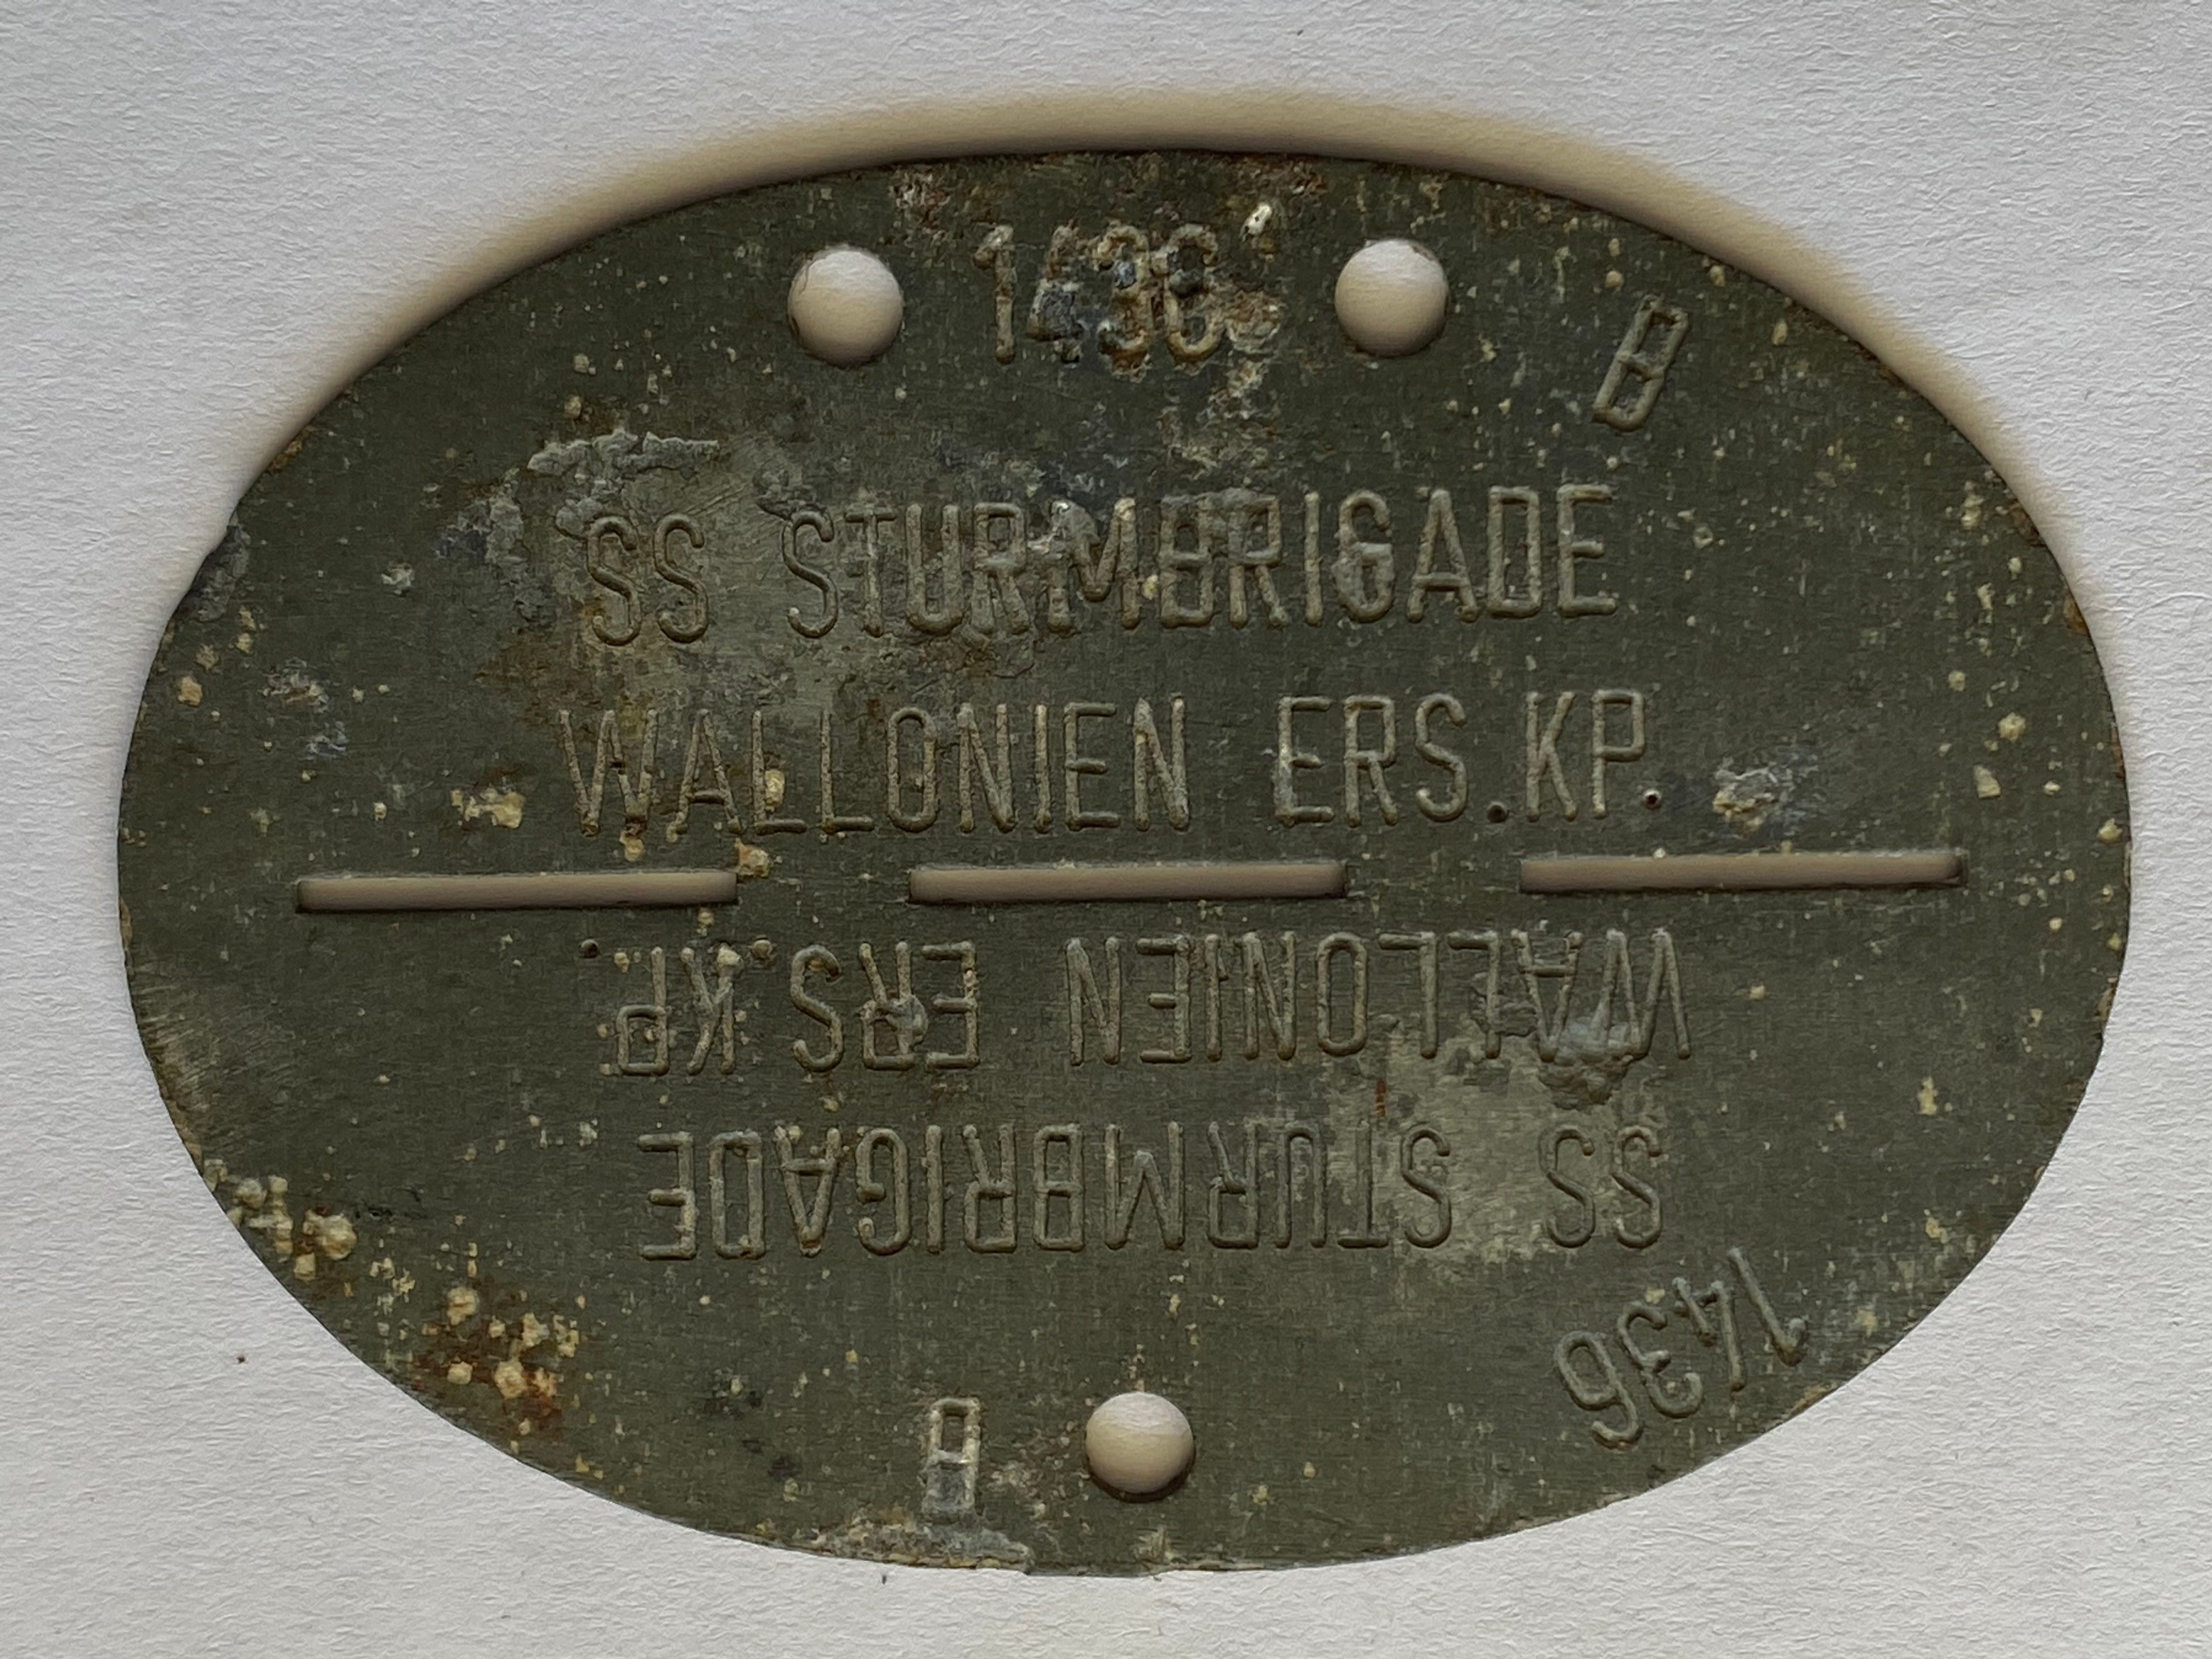 1436
B
SS STURMBRIGADE
WALLONIEN ERS.KP.
WALLONIEN ERS.KP.
SS STURMBRIGADE
1436
B